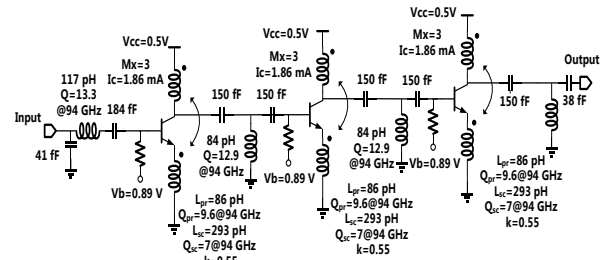 Vcc=0.5V
Mx=3
Ic=1.86 mA
117 pH
Q=13.3
@94 GHz
184 fF
Input
41 fF
Vb=0.89 V
150 fF
150 fF
84 pH
Q=12.9
@94 GHz
Lpr=86 pH
Qpr=9.6@94 GHz
Lsc=293 pH
Qsc=7@94 GHz
k=0.55
Vcc=0.5V
Mx=3
Ic=1.86 mA
Vb=0.89 V
150 fF
150 fF
84 pH
Q=12.9
@94 GHz
Lpr=86 pH
Qpr=9.6@94 GHz
Lsc=293 pH
Qsc=7@94 GHz
k=0.55
Vcc=0.5V
Mx=3
Ic=1.86 mA
Vb=0.89 V
Output
150 fF
38 fF
Lpr=86 pH
Qpr=9.6@94 GHz
Lsc=293 pH
Qsc=7@94 GHz
k=0.55